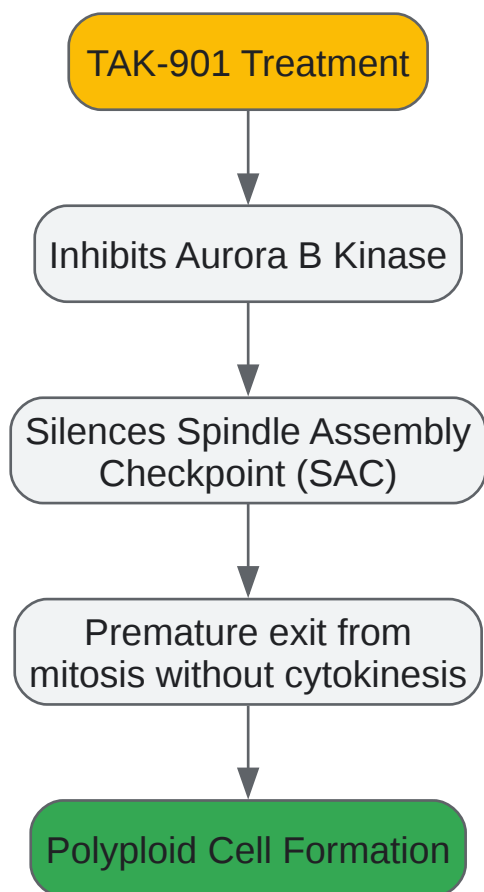 TAK-901 Treatment
Inhibits Aurora B Kinase
Silences Spindle Assembly
Checkpoint (SAC)
Premature exit from
mitosis without cytokinesis
Polyploid Cell Formation